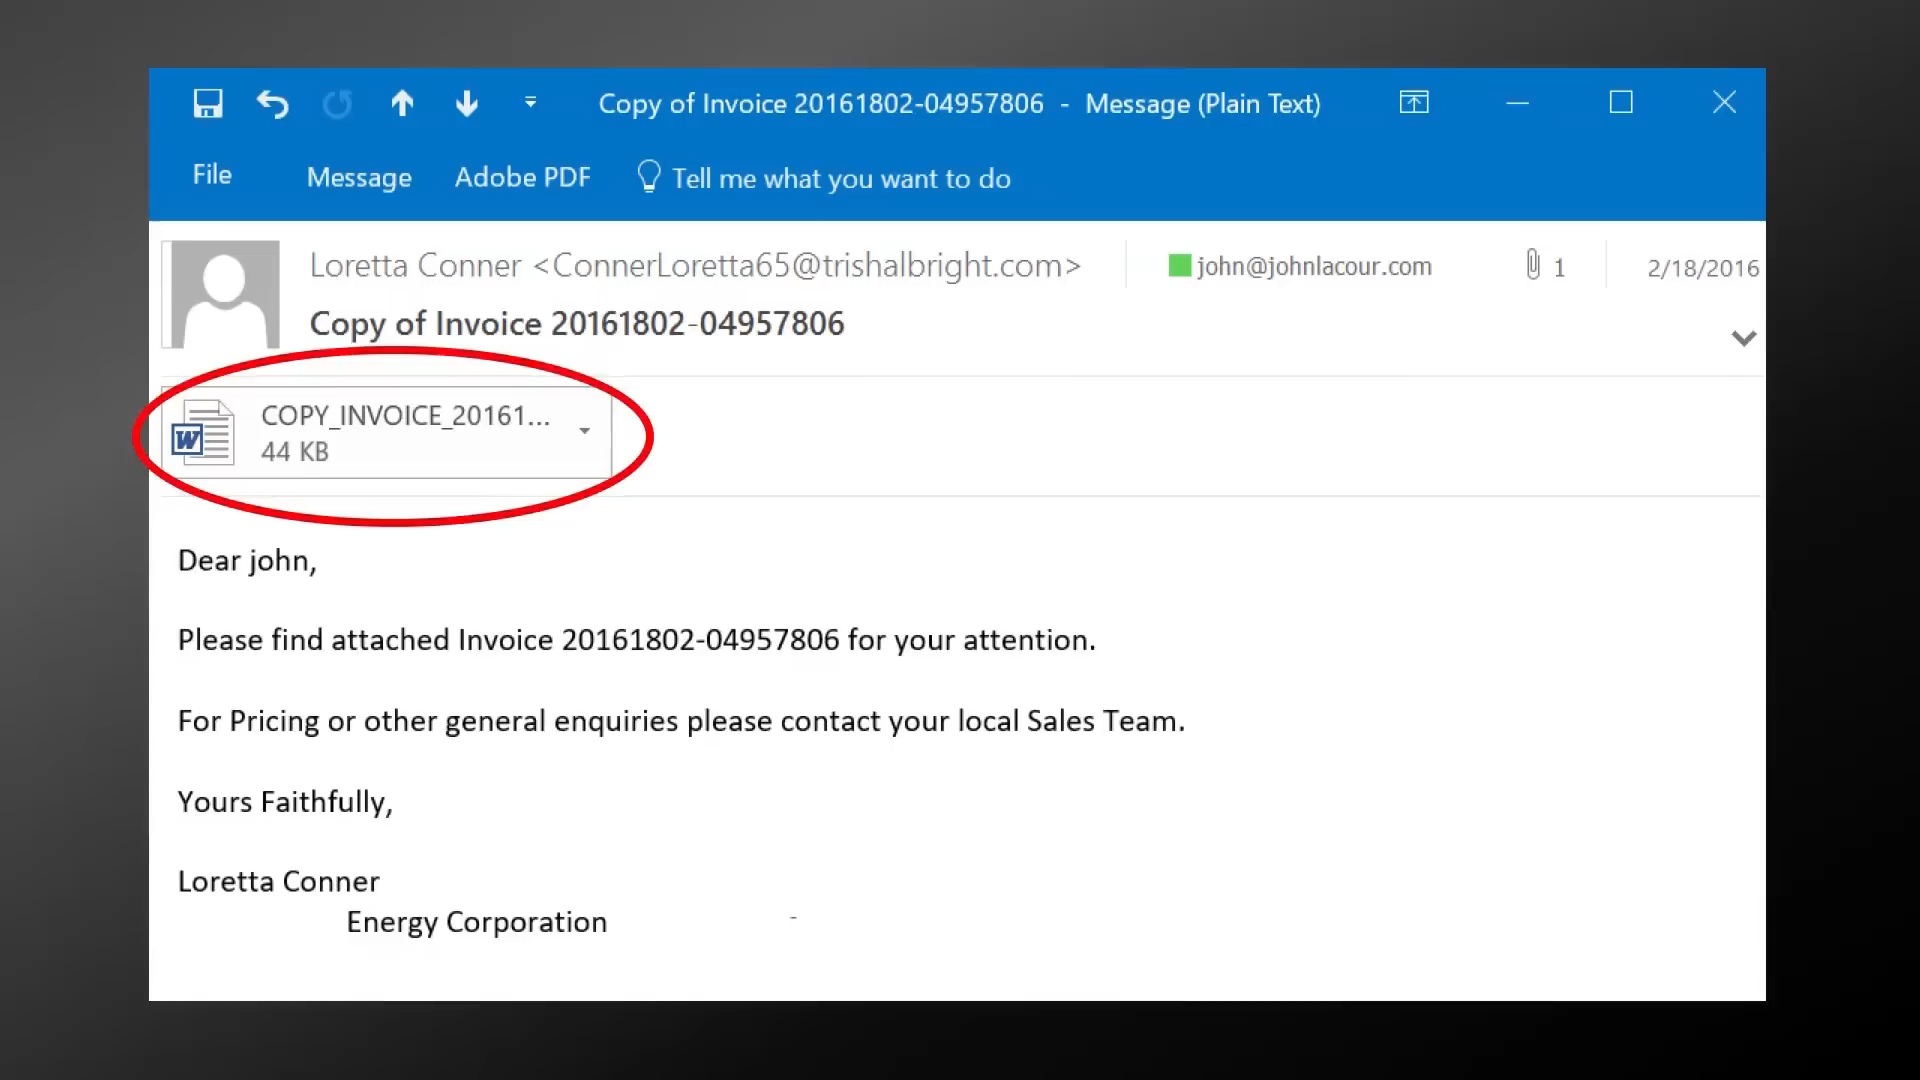 Copy of Invoice 20161802-04957806 - Message (Plain Text)
File Message Adobe PDF Tell me what you want to do
Loretta Conner <ConnerLoretta65@trishalbright.com> john@johnlacour.com 1 2/18/2016
Copy of Invoice 20161802-04957806
COPY_INVOICE_20161...
44 KB
Dear john,
Please find attached Invoice 20161802-04957806 for your attention.
For Pricing or other general enquiries please contact your local Sales Team.
Yours Faithfully,
Loretta Conner
Energy Corporation -